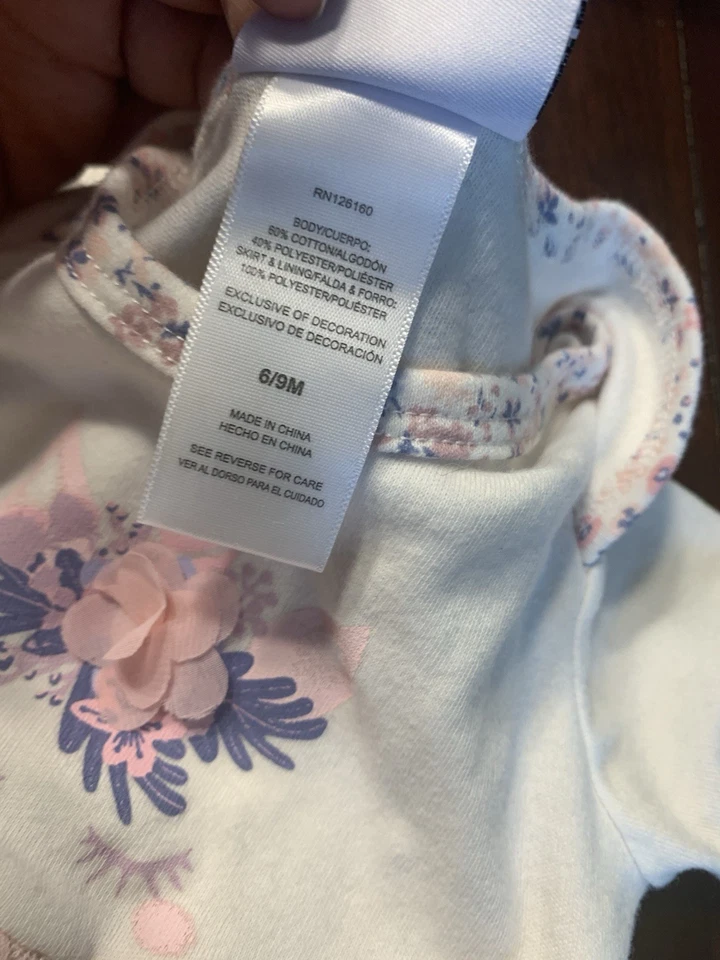 RN126160
BODY/CUERPO:
60% COTTON/ALGODÓN
40% POLYESTER/POLIÉSTER
SKIRT & LINING/FALDA & FORRO:
100% POLYESTER/POLIÉSTER
EXCLUSIVE OF DECORATION
EXCLUSIVO DE DECORACIÓN
6/9M
MADE IN CHINA
HECHO EN CHINA
SEE REVERSE FOR CARE
VER AL DORSO PARA EL CUIDADO